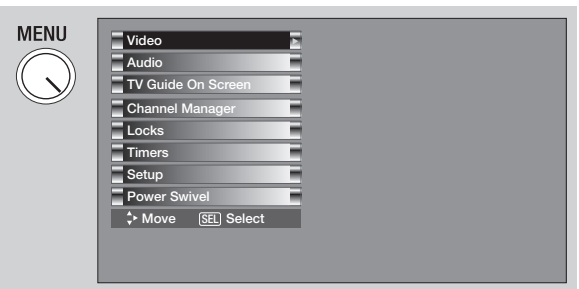 MENU
Video
Audio
TV Guide On Screen
Channel Manager
Locks
Timers
Setup
Power Swivel
Move SEL Select